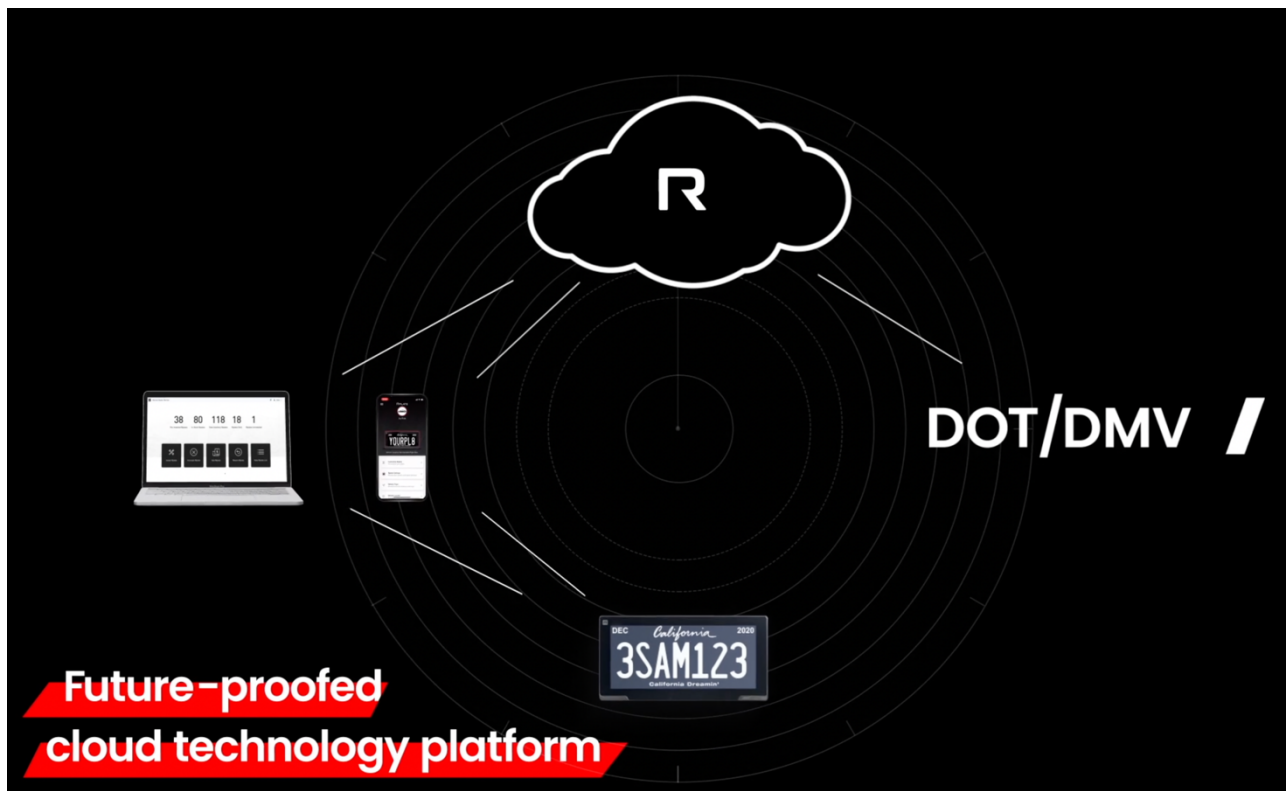 R
38 80 118 18 1
YOURPL8
DOT/DMV
DEC California 2020
3SAM123
California Dreamin'
Future-proofed
cloud technology platform